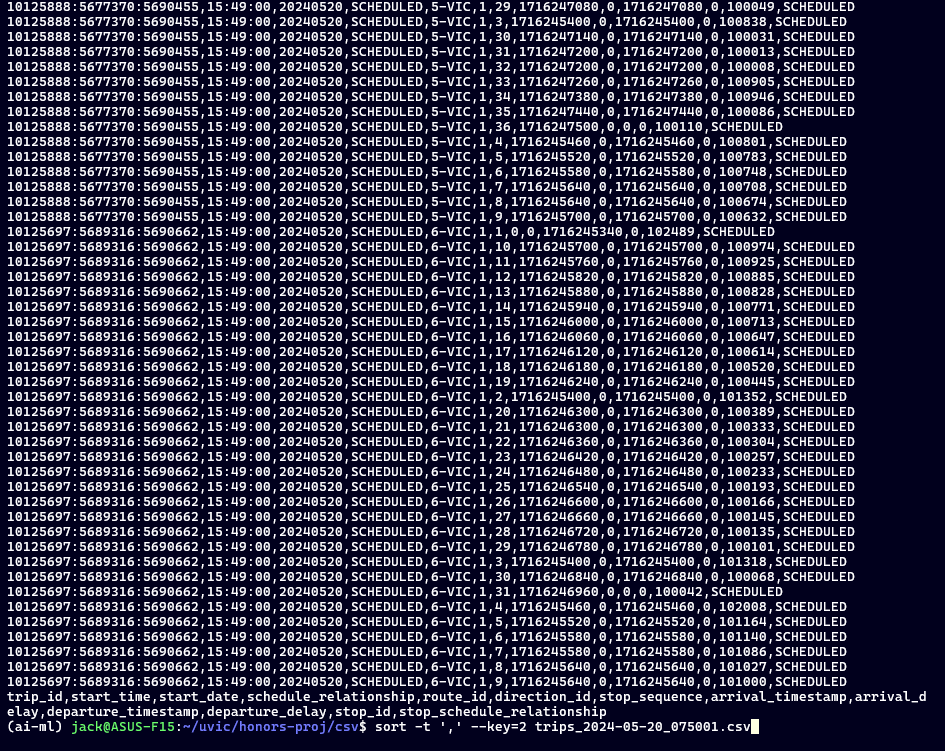 10125888:5677370:5690455,15:49:00,20240520,SCHEDULED,5-VIC,1,29,1716247080,0,1716247080,0,100049,SCHEDULED
10125888:5677370:5690455,15:49:00,20240520,SCHEDULED,5-VIC,1,3,1716245400,0,1716245400,0,100838,SCHEDULED
10125888:5677370:5690455,15:49:00,20240520,SCHEDULED,5-VIC,1,30,1716247140,0,1716247140,0,100031,SCHEDULED
10125888:5677370:5690455,15:49:00,20240520,SCHEDULED,5-VIC,1,31,1716247200,0,1716247200,0,100013,SCHEDULED
10125888:5677370:5690455,15:49:00,20240520,SCHEDULED,5-VIC,1,32,1716247200,0,1716247200,0,100008,SCHEDULED
10125888:5677370:5690455,15:49:00,20240520,SCHEDULED,5-VIC,1,33,1716247260,0,1716247260,0,100905,SCHEDULED
10125888:5677370:5690455,15:49:00,20240520,SCHEDULED,5-VIC,1,34,1716247380,0,1716247380,0,100946,SCHEDULED
10125888:5677370:5690455,15:49:00,20240520,SCHEDULED,5-VIC,1,35,1716247440,0,1716247440,0,100086,SCHEDULED
10125888:5677370:5690455,15:49:00,20240520,SCHEDULED,5-VIC,1,36,1716247500,0,0,0,100110,SCHEDULED
10125888:5677370:5690455,15:49:00,20240520,SCHEDULED,5-VIC,1,4,1716245460,0,1716245460,0,100801,SCHEDULED
10125888:5677370:5690455,15:49:00,20240520,SCHEDULED,5-VIC,1,5,1716245520,0,1716245520,0,100783,SCHEDULED
10125888:5677370:5690455,15:49:00,20240520,SCHEDULED,5-VIC,1,6,1716245580,0,1716245580,0,100748,SCHEDULED
10125888:5677370:5690455,15:49:00,20240520,SCHEDULED,5-VIC,1,7,1716245640,0,1716245640,0,100708,SCHEDULED
10125888:5677370:5690455,15:49:00,20240520,SCHEDULED,5-VIC,1,8,1716245640,0,1716245640,0,100674,SCHEDULED
10125888:5677370:5690455,15:49:00,20240520,SCHEDULED,5-VIC,1,9,1716245700,0,1716245700,0,100632,SCHEDULED
10125697:5689316:5690662,15:49:00,20240520,SCHEDULED,6-VIC,1,1,0,0,1716245340,0,102489,SCHEDULED
10125697:5689316:5690662,15:49:00,20240520,SCHEDULED,6-VIC,1,10,1716245700,0,1716245700,0,100974,SCHEDULED
10125697:5689316:5690662,15:49:00,20240520,SCHEDULED,6-VIC,1,11,1716245760,0,1716245760,0,100925,SCHEDULED
10125697:5689316:5690662,15:49:00,20240520,SCHEDULED,6-VIC,1,12,1716245820,0,1716245820,0,100885,SCHEDULED
10125697:5689316:5690662,15:49:00,20240520,SCHEDULED,6-VIC,1,13,1716245880,0,1716245880,0,100828,SCHEDULED
10125697:5689316:5690662,15:49:00,20240520,SCHEDULED,6-VIC,1,14,1716245940,0,1716245940,0,100771,SCHEDULED
10125697:5689316:5690662,15:49:00,20240520,SCHEDULED,6-VIC,1,15,1716246000,0,1716246000,0,100713,SCHEDULED
10125697:5689316:5690662,15:49:00,20240520,SCHEDULED,6-VIC,1,16,1716246060,0,1716246060,0,100647,SCHEDULED
10125697:5689316:5690662,15:49:00,20240520,SCHEDULED,6-VIC,1,17,1716246120,0,1716246120,0,100614,SCHEDULED
10125697:5689316:5690662,15:49:00,20240520,SCHEDULED,6-VIC,1,18,1716246180,0,1716246180,0,100520,SCHEDULED
10125697:5689316:5690662,15:49:00,20240520,SCHEDULED,6-VIC,1,19,1716246240,0,1716246240,0,100445,SCHEDULED
10125697:5689316:5690662,15:49:00,20240520,SCHEDULED,6-VIC,1,2,1716245400,0,1716245400,0,101352,SCHEDULED
10125697:5689316:5690662,15:49:00,20240520,SCHEDULED,6-VIC,1,20,1716246300,0,1716246300,0,100389,SCHEDULED
10125697:5689316:5690662,15:49:00,20240520,SCHEDULED,6-VIC,1,21,1716246300,0,1716246300,0,100333,SCHEDULED
10125697:5689316:5690662,15:49:00,20240520,SCHEDULED,6-VIC,1,22,1716246360,0,1716246360,0,100304,SCHEDULED
10125697:5689316:5690662,15:49:00,20240520,SCHEDULED,6-VIC,1,23,1716246420,0,1716246420,0,100257,SCHEDULED
10125697:5689316:5690662,15:49:00,20240520,SCHEDULED,6-VIC,1,24,1716246480,0,1716246480,0,100233,SCHEDULED
10125697:5689316:5690662,15:49:00,20240520,SCHEDULED,6-VIC,1,25,1716246540,0,1716246540,0,100193,SCHEDULED
10125697:5689316:5690662,15:49:00,20240520,SCHEDULED,6-VIC,1,26,1716246600,0,1716246600,0,100166,SCHEDULED
10125697:5689316:5690662,15:49:00,20240520,SCHEDULED,6-VIC,1,27,1716246660,0,1716246660,0,100145,SCHEDULED
10125697:5689316:5690662,15:49:00,20240520,SCHEDULED,6-VIC,1,28,1716246720,0,1716246720,0,100135,SCHEDULED
10125697:5689316:5690662,15:49:00,20240520,SCHEDULED,6-VIC,1,29,1716246780,0,1716246780,0,100101,SCHEDULED
10125697:5689316:5690662,15:49:00,20240520,SCHEDULED,6-VIC,1,3,1716245400,0,1716245400,0,101318,SCHEDULED
10125697:5689316:5690662,15:49:00,20240520,SCHEDULED,6-VIC,1,30,1716246840,0,1716246840,0,100068,SCHEDULED
10125697:5689316:5690662,15:49:00,20240520,SCHEDULED,6-VIC,1,31,1716246960,0,0,0,100042,SCHEDULED
10125697:5689316:5690662,15:49:00,20240520,SCHEDULED,6-VIC,1,4,1716245460,0,1716245460,0,102008,SCHEDULED
10125697:5689316:5690662,15:49:00,20240520,SCHEDULED,6-VIC,1,5,1716245520,0,1716245520,0,101164,SCHEDULED
10125697:5689316:5690662,15:49:00,20240520,SCHEDULED,6-VIC,1,6,1716245580,0,1716245580,0,101140,SCHEDULED
10125697:5689316:5690662,15:49:00,20240520,SCHEDULED,6-VIC,1,7,1716245580,0,1716245580,0,101086,SCHEDULED
10125697:5689316:5690662,15:49:00,20240520,SCHEDULED,6-VIC,1,8,1716245640,0,1716245640,0,101027,SCHEDULED
10125697:5689316:5690662,15:49:00,20240520,SCHEDULED,6-VIC,1,9,1716245640,0,1716245640,0,101000,SCHEDULED
trip_id,start_time,start_date,schedule_relationship,route_id,direction_id,stop_sequence,arrival_timestamp,arrival_d
elay,departure_timestamp,departure_delay,stop_id,stop_schedule_relationship
(ai-ml) jack@ASUS-F15:~/uvic/honors-proj/csv$ sort -t ',' --key=2 trips_2024-05-20_075001.csv